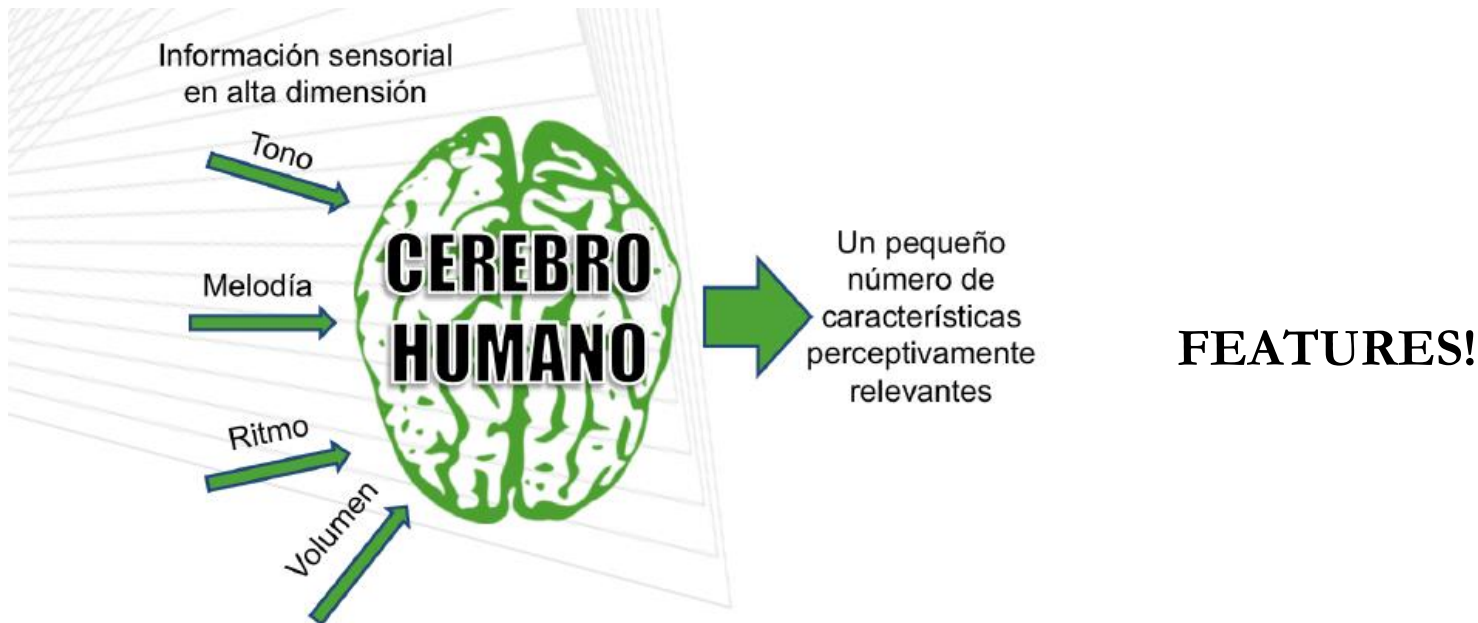 Información sensorial
en alta dimensión
Tono
Melodía
Ritmo
Volumen
CEREBRO
HUMANO
Un pequeño
número de
características
perceptivamente
relevantes
FEATURES!